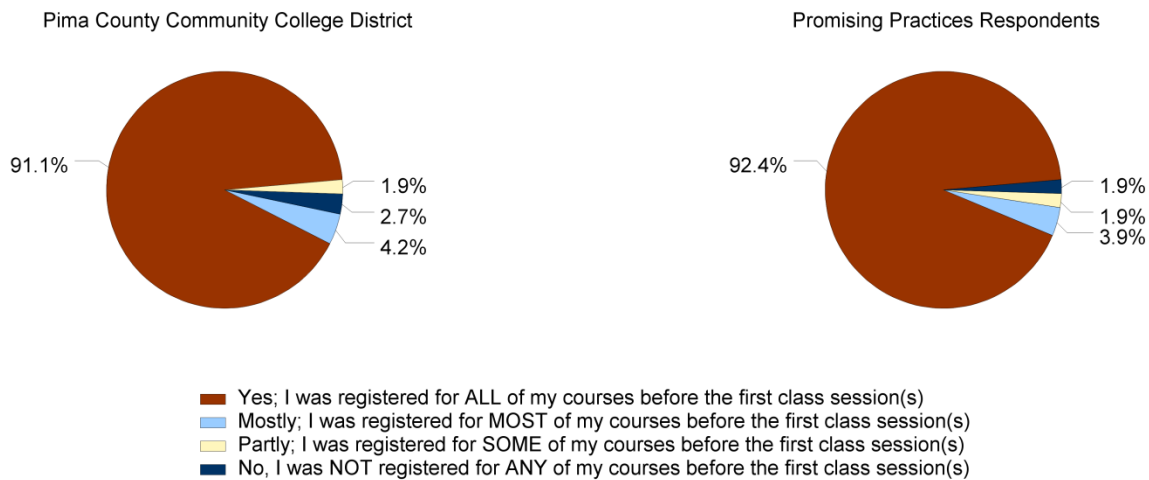 Pima County Community College District
Promising Practices Respondents
91.1%
1.9%
2.7%
4.2%
92.4%
1.9%
1.9%
3.9%
Yes; I was registered for ALL of my courses before the first class session(s)
Mostly; I was registered for MOST of my courses before the first class session(s)
Partly; I was registered for SOME of my courses before the first class session(s)
No, I was NOT registered for ANY of my courses before the first class session(s)